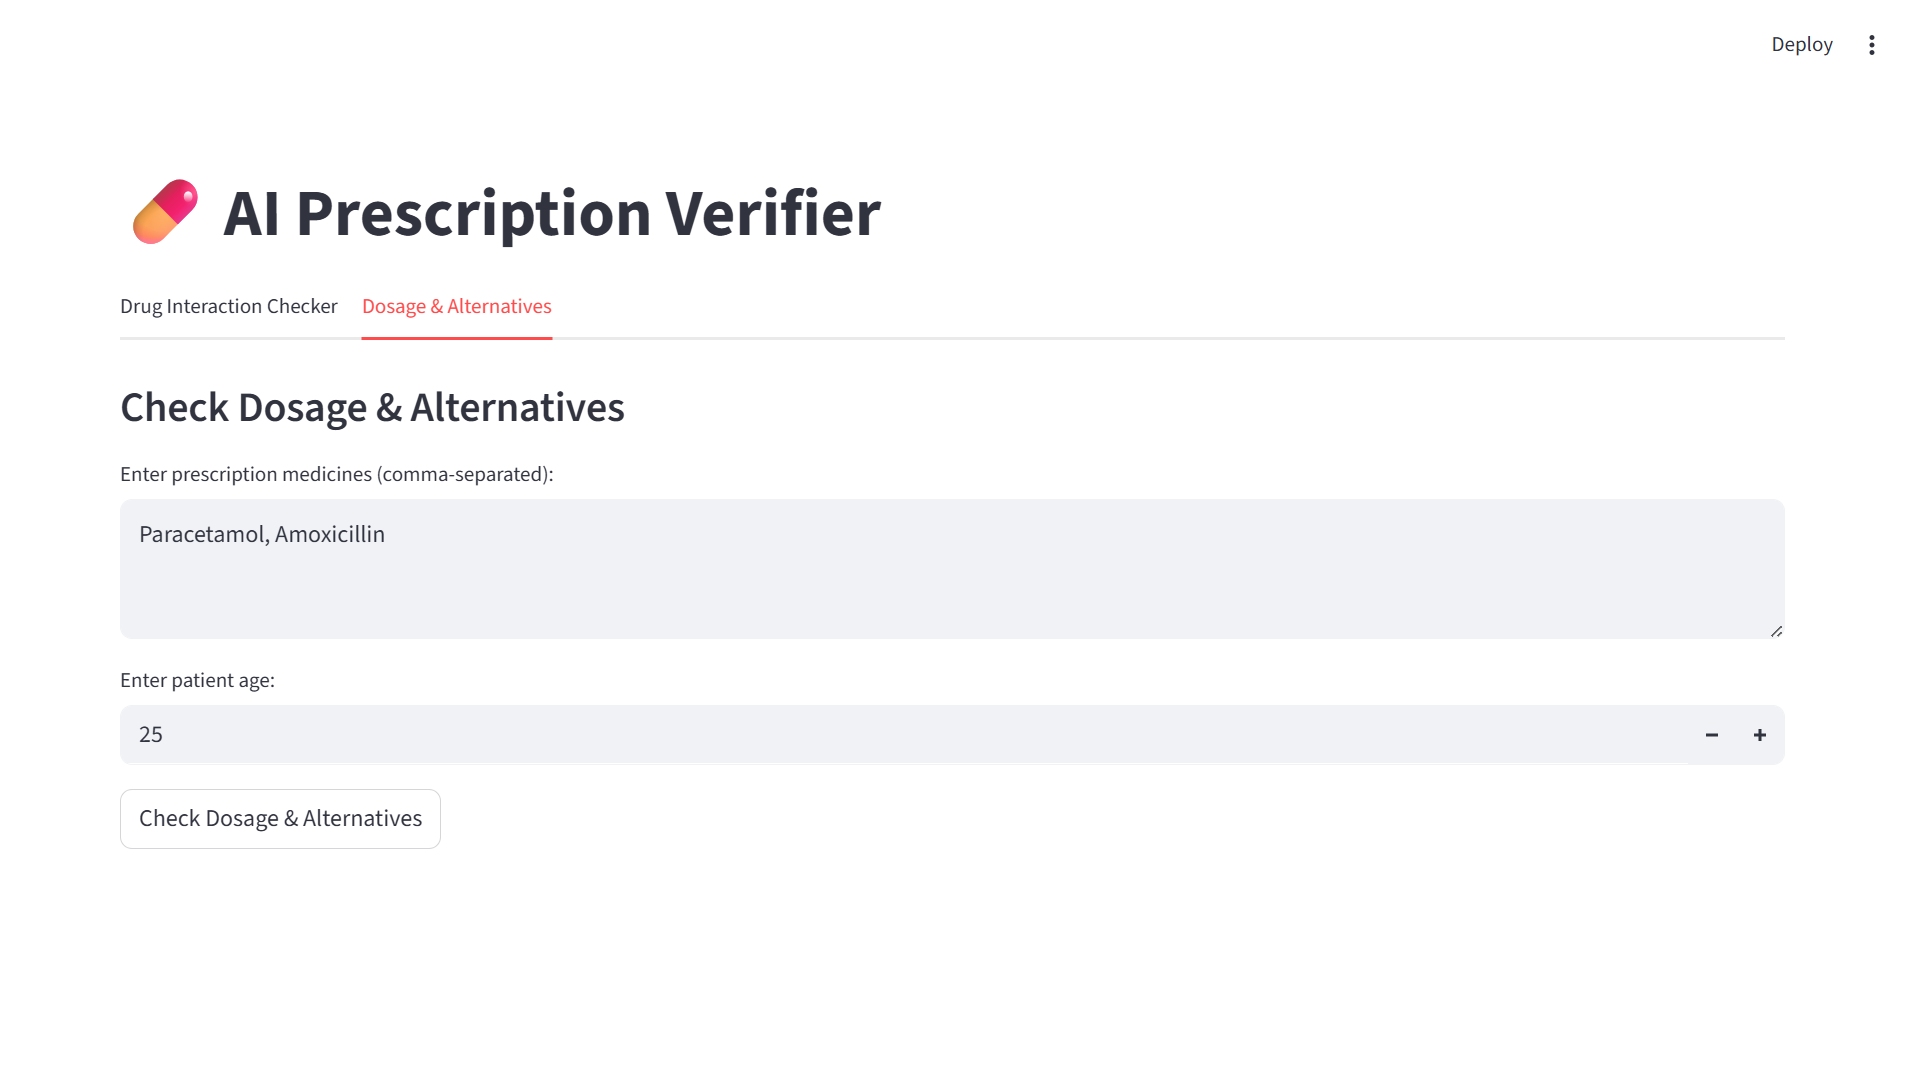 Deploy
AI Prescription Verifier
Drug Interaction Checker
Dosage & Alternatives
Check Dosage & Alternatives
Enter prescription medicines (comma-separated):
Paracetamol, Amoxicillin
Enter patient age:
25
Check Dosage & Alternatives